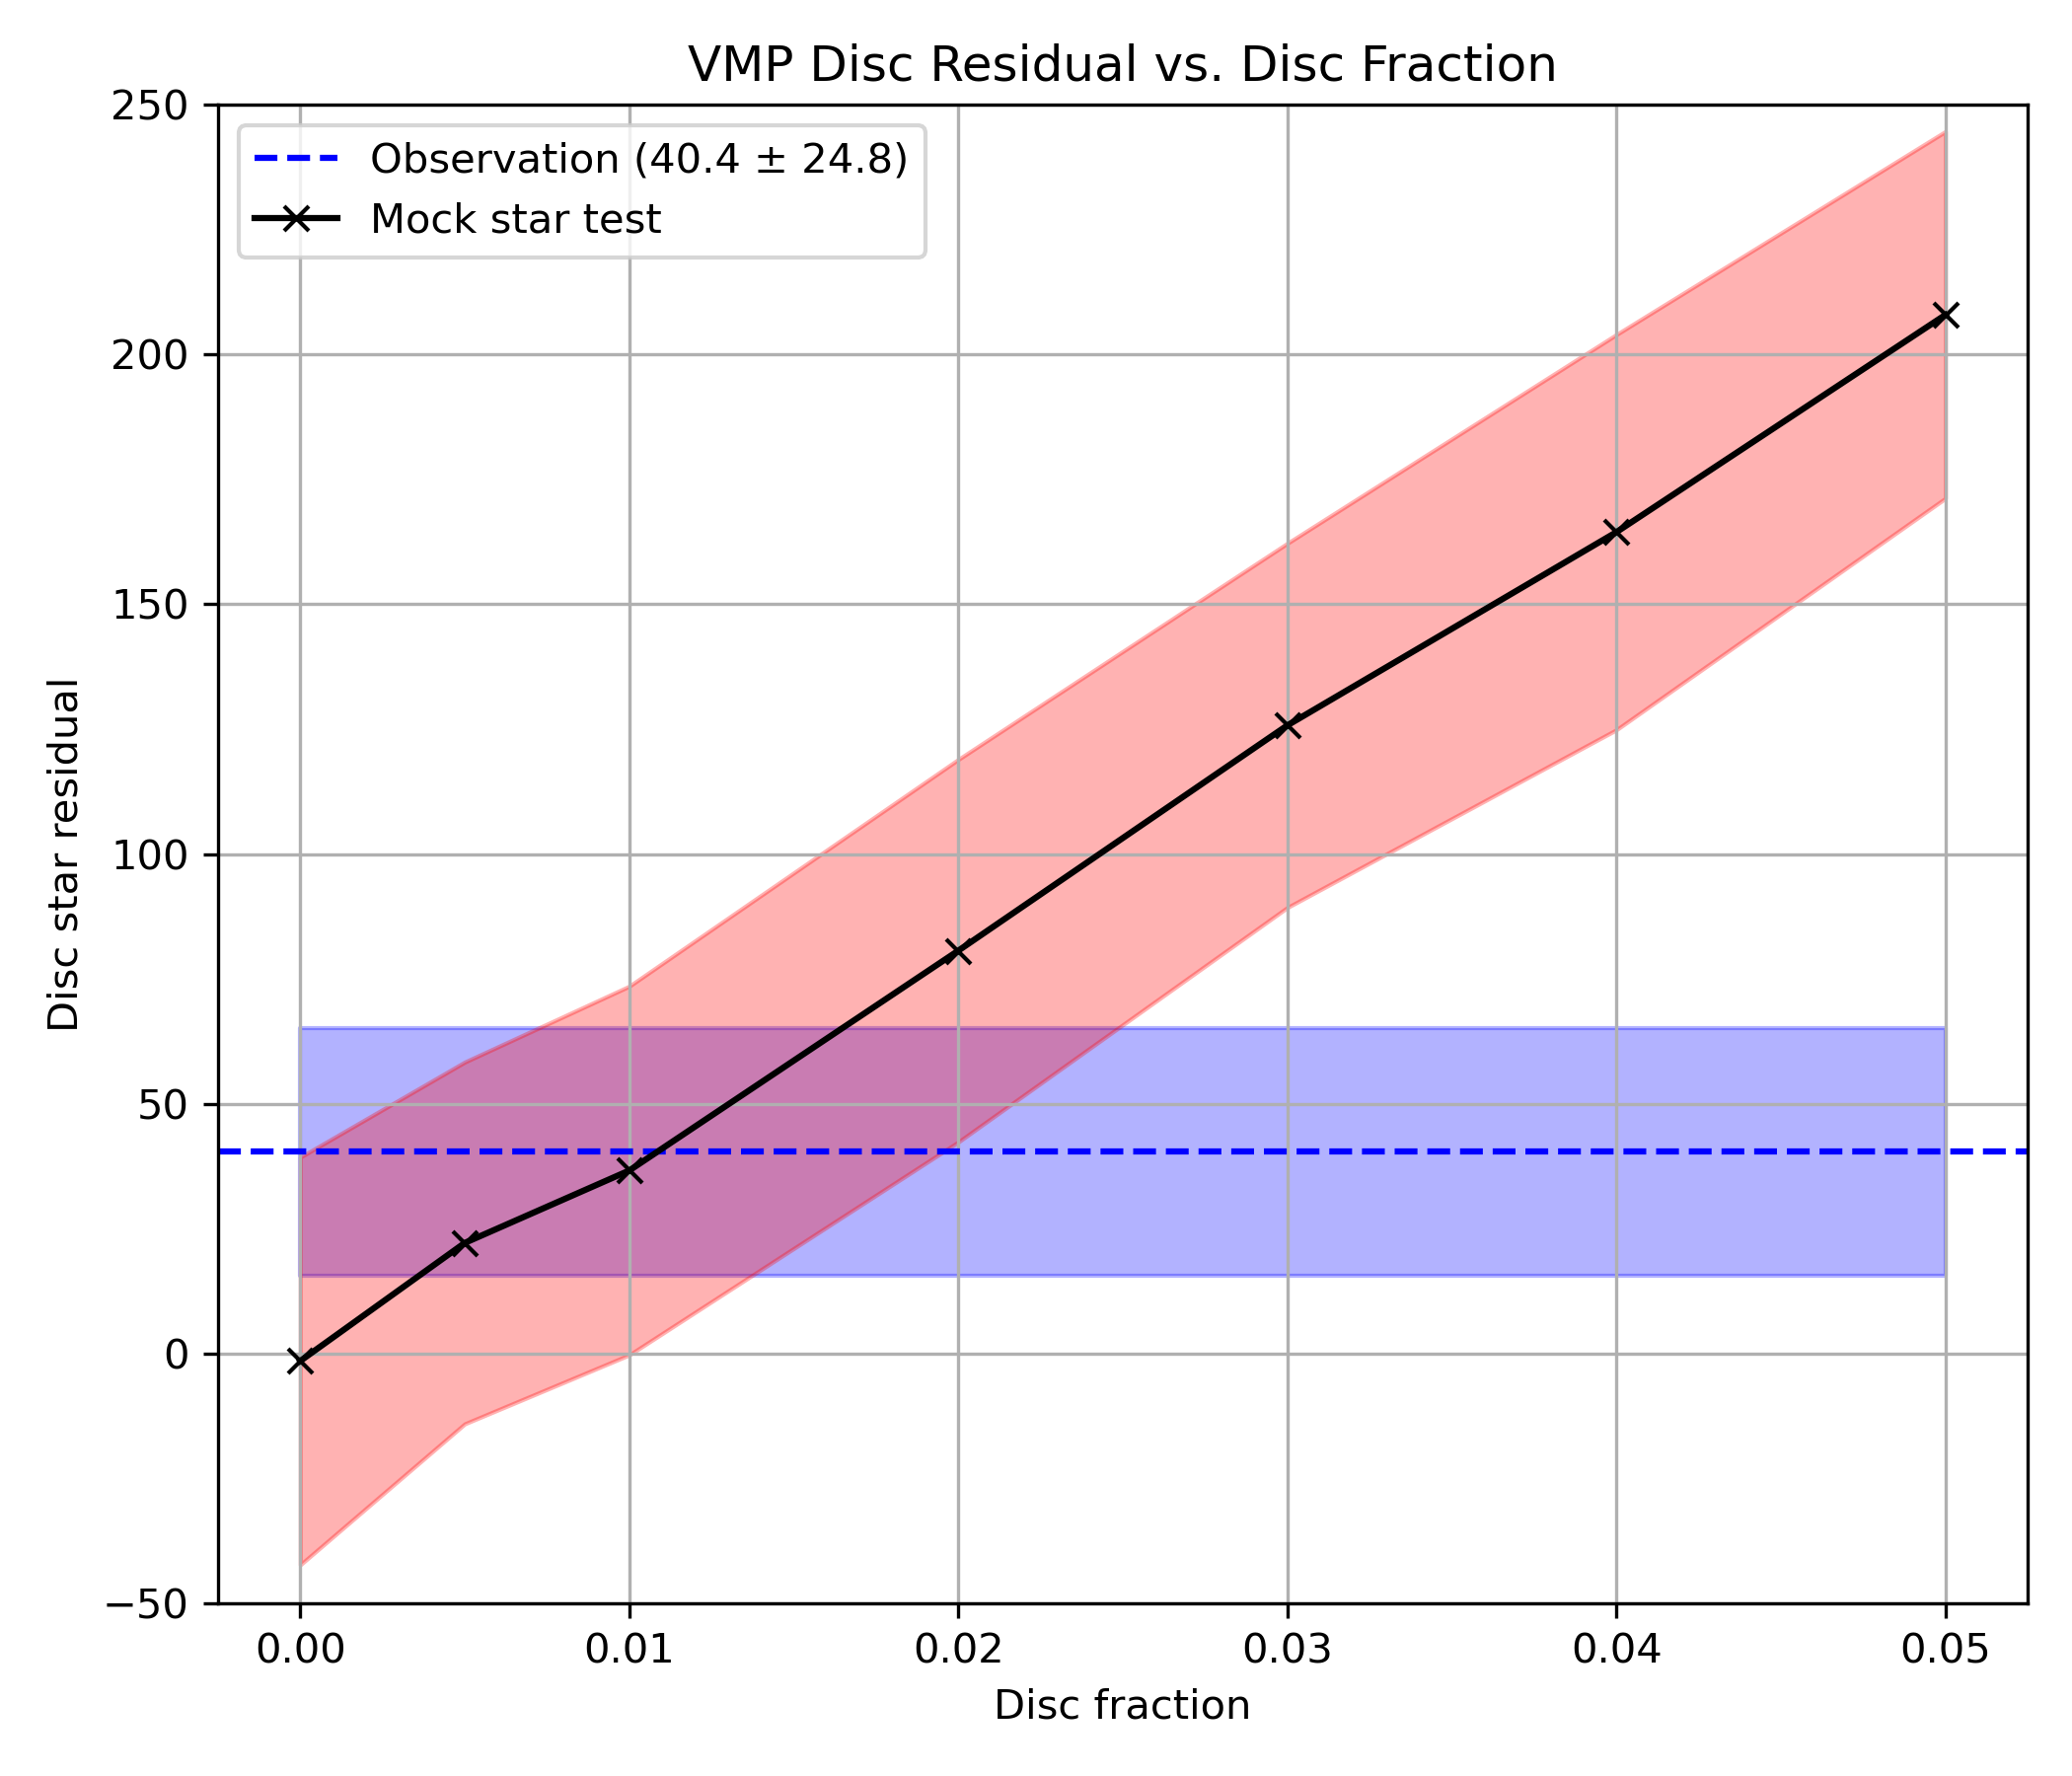 VMP Disc Residual vs. Disc Fraction
250
200
150
100
50
0
−50
Disc star residual
Observation (40.4 ± 24.8)
Mock star test
0.00 0.01 0.02 0.03 0.04 0.05
Disc fraction